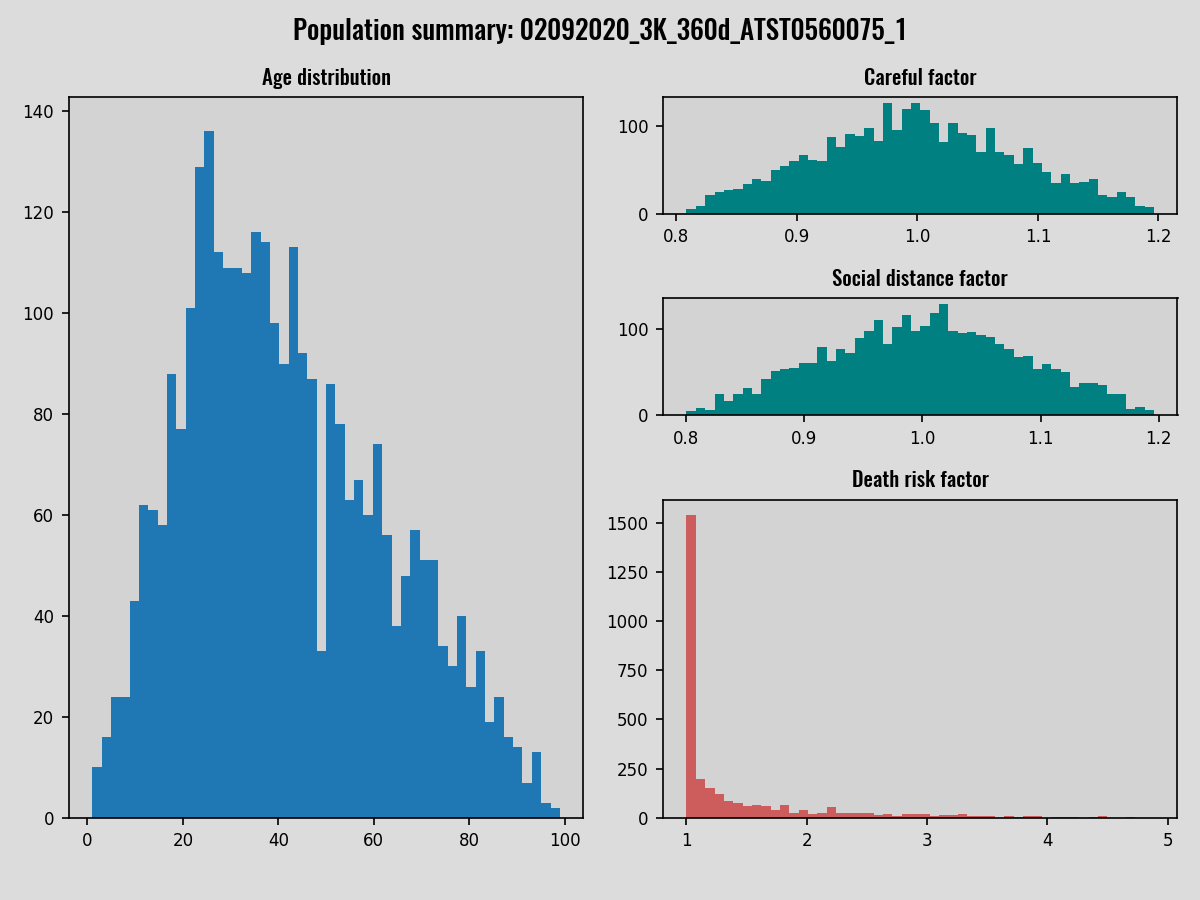 Population summary: 02092020_3K_360d_ATST0560075_1
Age distribution
140
120
100
80
60
40
20
0
0 20 40 60 80 100
Careful factor
100
0
0.8 0.9 1.0 1.1 1.2
Social distance factor
100
0
0.8 0.9 1.0 1.1 1.2
Death risk factor
1500
1250
1000
750
500
250
0
1 2 3 4 5